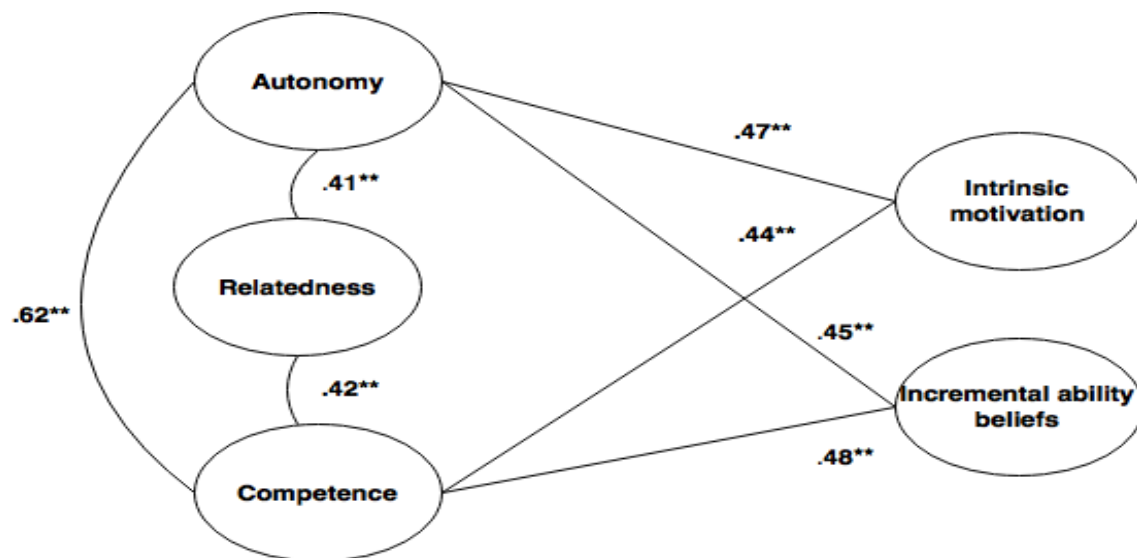 Autonomy
.47**
.41**
Intrinsic
motivation
.44**
Relatedness
.62**
.45**
.42**
Incremental ability
beliefs
.48**
Competence